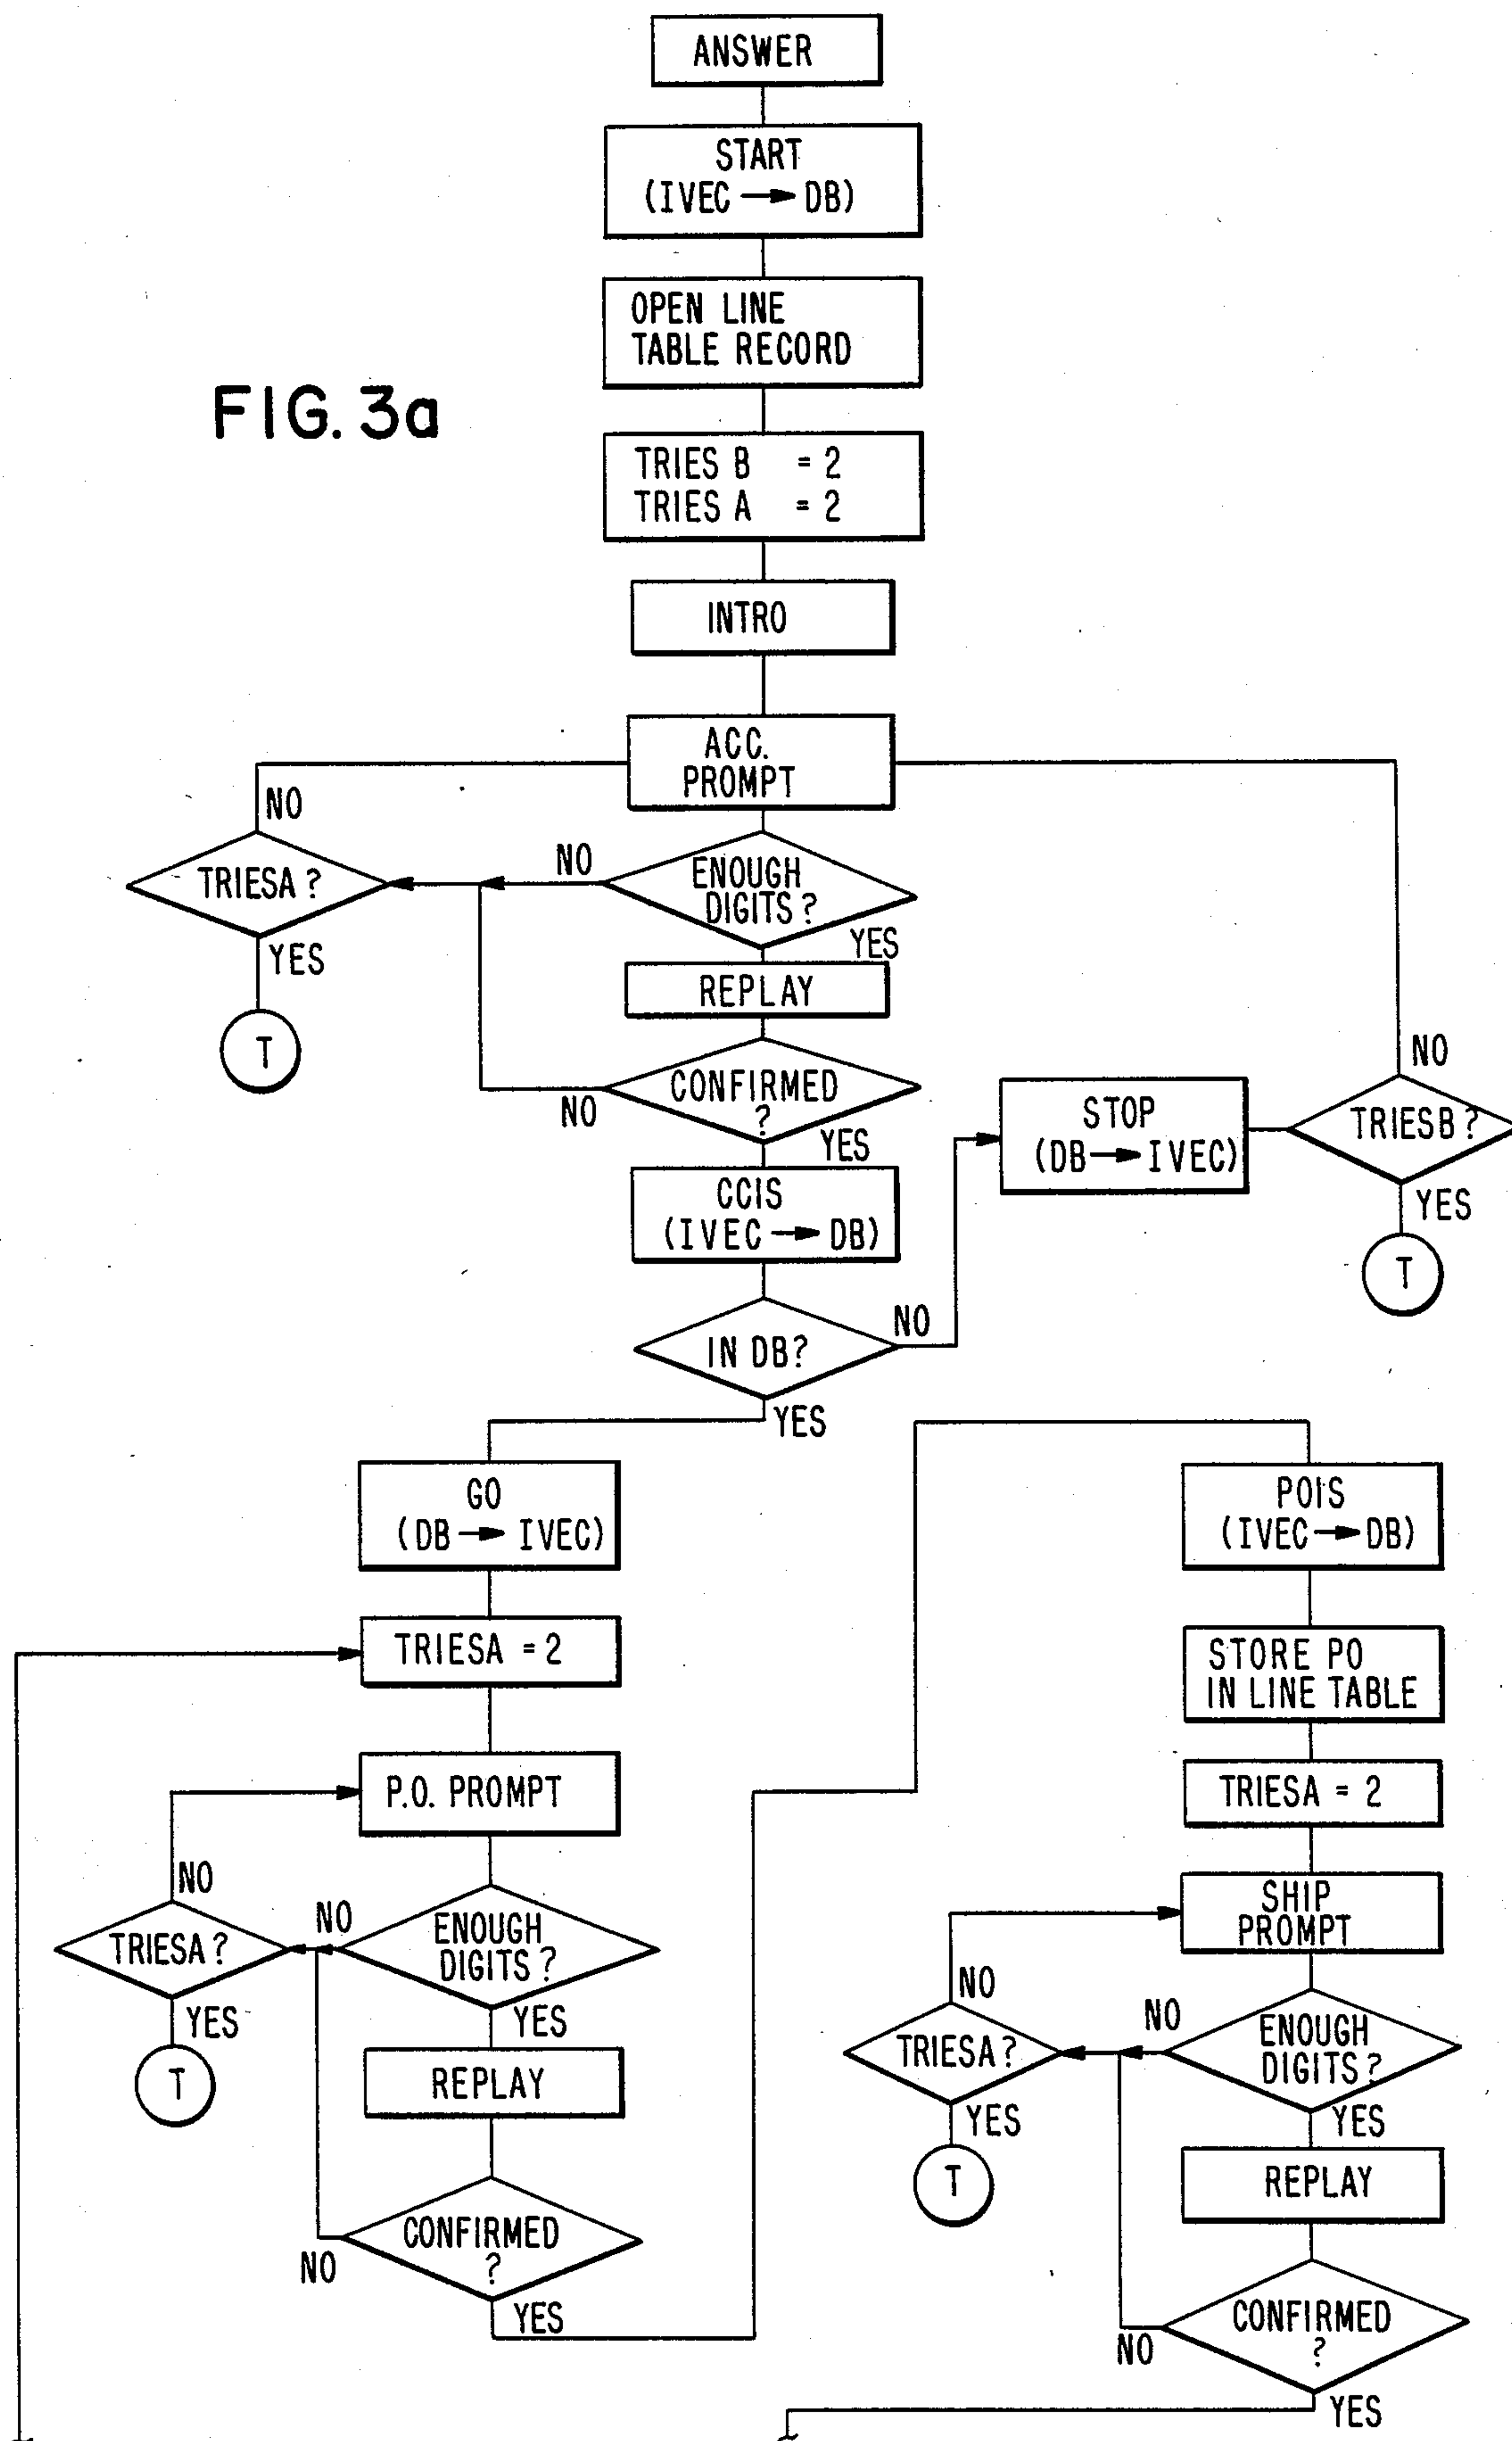 ANSWER
START
(IVEC → DB)
OPEN LINE
TABLE RECORD
FIG. 3a
TRIES B = 2
TRIES A = 2
INTRO
ACC.
PROMPT
NO
TRIESA ?
YES
T
NO
ENOUGH
DIGITS ?
YES
REPLAY
CONFIRMED
?
NO
YES
CCIS
(IVEC → DB)
STOP
(DB → IVEC)
NO
TRIESB ?
YES
T
IN DB?
NO
YES
GO
(DB → IVEC)
TRIESA = 2
P.O. PROMPT
NO
TRIESA ?
YES
T
NO
ENOUGH
DIGITS ?
YES
REPLAY
CONFIRMED
?
NO
YES
POIS
(IVEC → DB)
STORE PO
IN LINE TABLE
TRIESA = 2
SHIP
PROMPT
NO
TRIESA ?
YES
T
NO
ENOUGH
DIGITS ?
YES
REPLAY
CONFIRMED
?
NO
YES